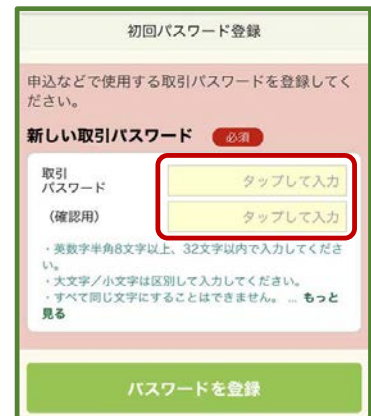 初回パスワード登録
申込などで使用する取引パスワードを登録してく
ださい。
新しい取引パスワード 必須
取引
パスワード
タップして入力
（確認用）
タップして入力
・英数字半角8文字以上、32文字以内で入力してくださ
い。
・大文字／小文字は区別して入力してください。
・すべて同じ文字にすることはできません。 ... もっと
見る
パスワードを登録